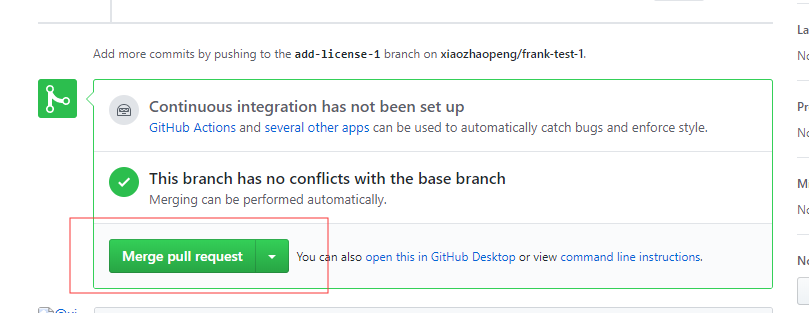 Add more commits by pushing to the add-license-1 branch on xiaozhaopeng/frank-test-1.
Continuous integration has not been set up
GitHub Actions and several other apps can be used to automatically catch bugs and enforce style.
This branch has no conflicts with the base branch
Merging can be performed automatically.
Merge pull request
You can also open this in GitHub Desktop or view command line instructions.
La
No
Pr
No
M
No
No